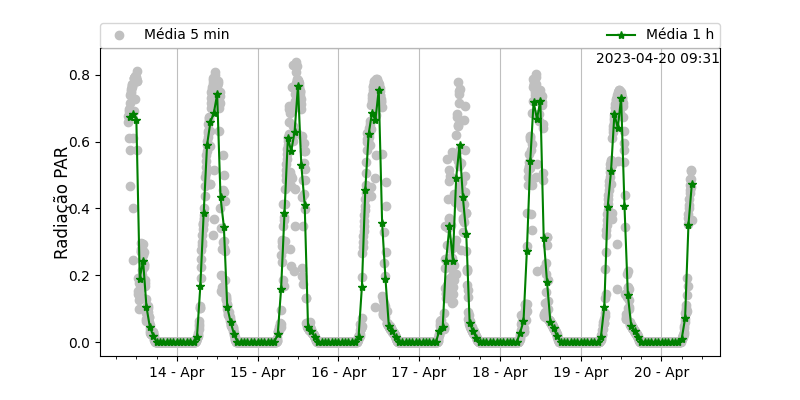 Média 5 min
Média 1 h
2023-04-20 09:31
Radiação PAR
0.8
0.6
0.4
0.2
0.0
14 - Apr
15 - Apr
16 - Apr
17 - Apr
18 - Apr
19 - Apr
20 - Apr